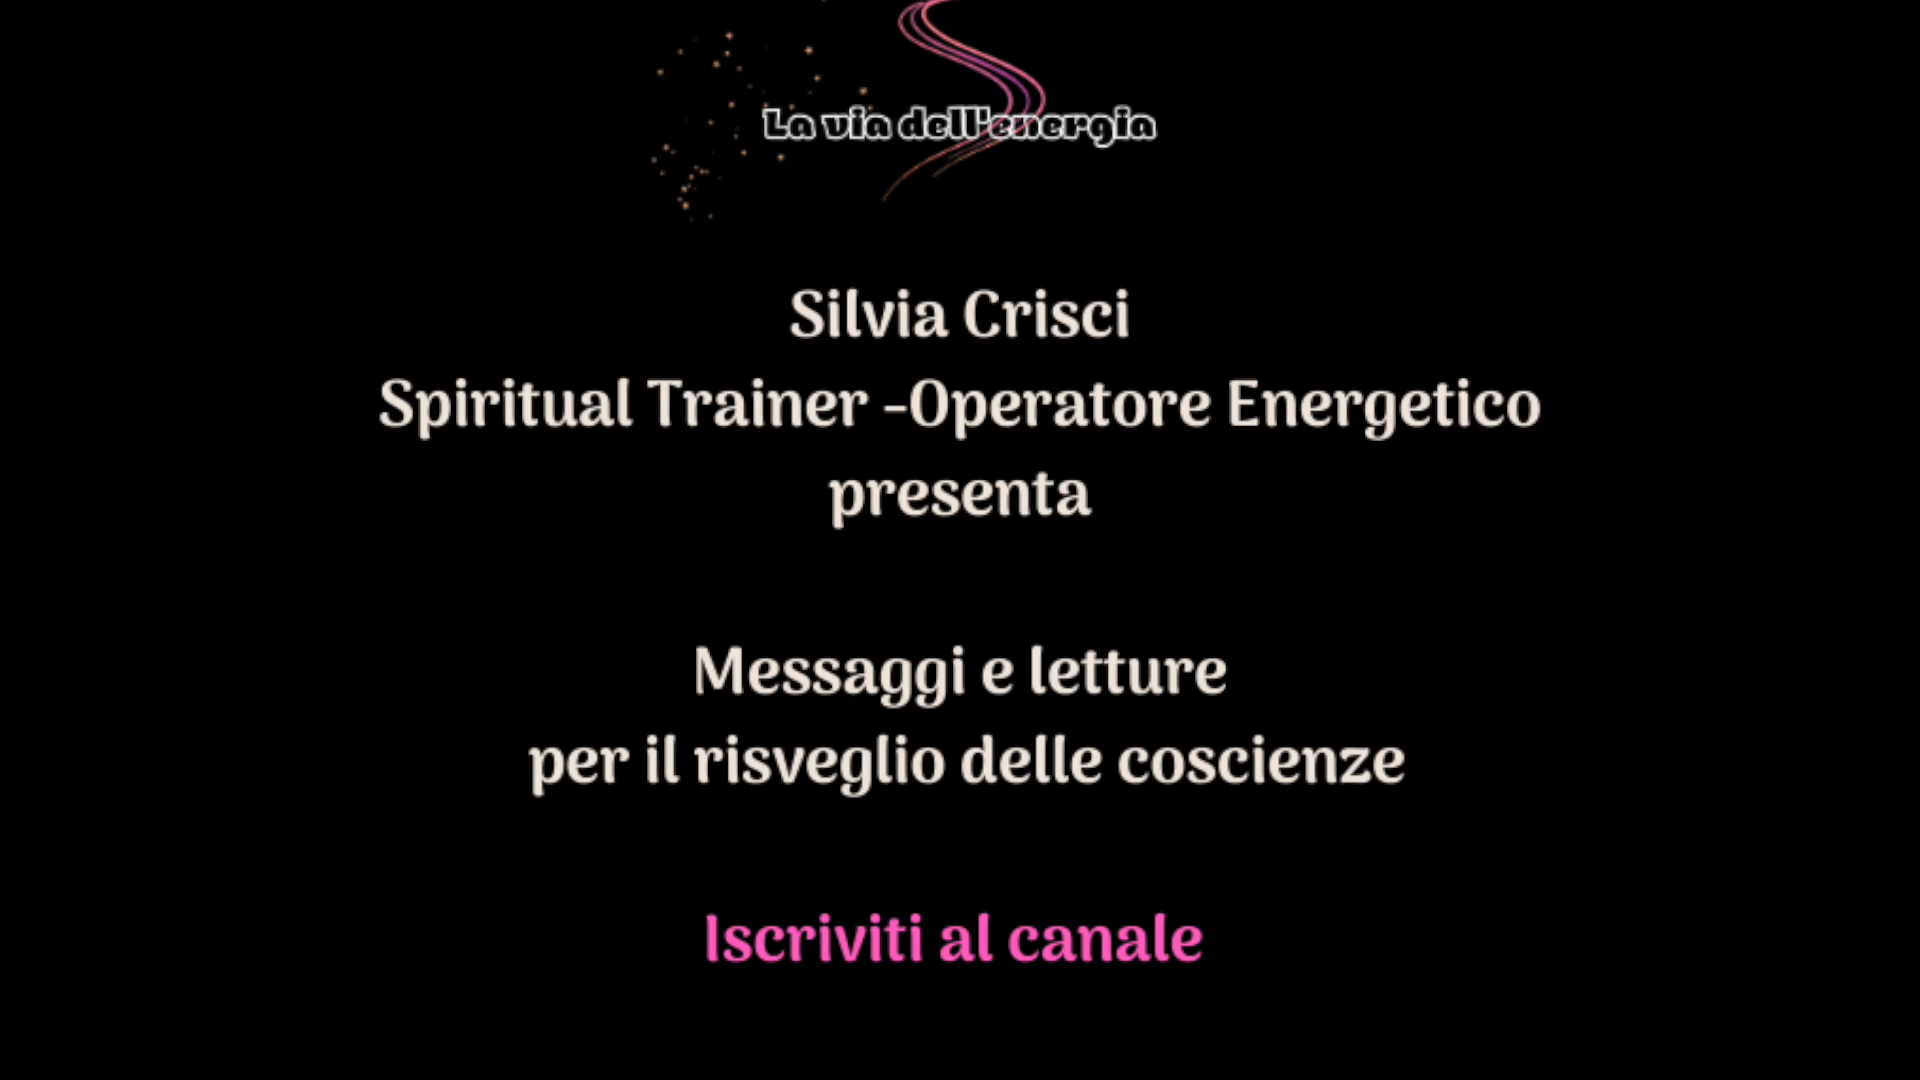 La via dell'energia
Silvia Crisci
Spiritual Trainer -Operatore Energetico
presenta
Messaggi e letture
per il risveglio delle coscienze
Iscriviti al canale